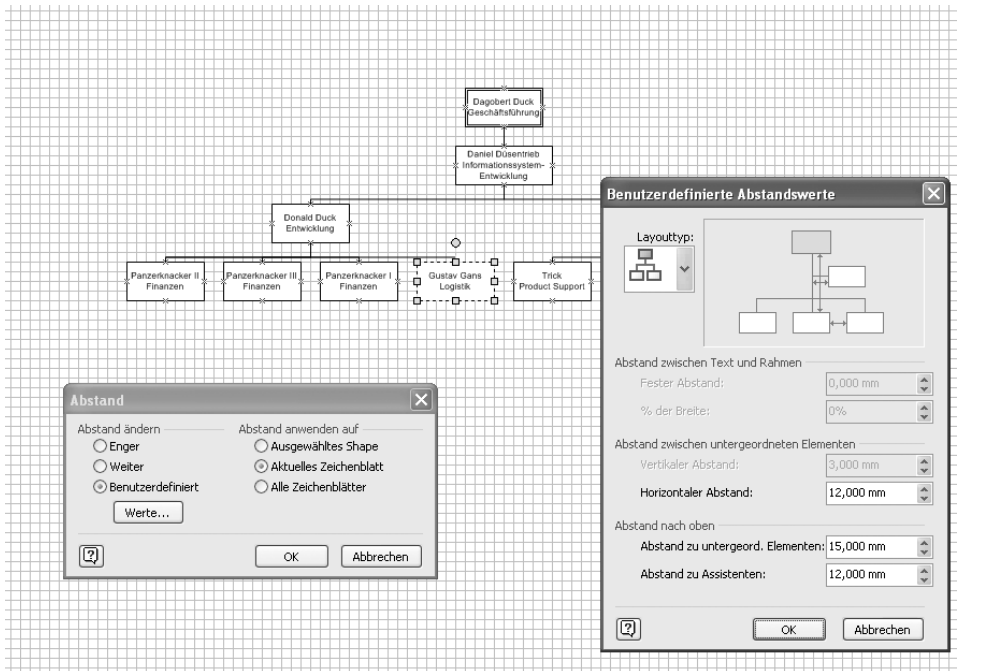 Dagobert Duck
Geschäftsführung
Daniel Düsentrieb
Informationssystem-
Entwicklung
Donald Duck
Entwicklung
Panzerknacker II
Finanzen
Panzerknacker III
Finanzen
Panzerknacker I
Finanzen
Gustav Gans
Logistik
Trick
Product Support
Abstand
Abstand ändern
Enger
Weiter
Benutzerdefiniert
Werte...
Abstand anwenden auf
Ausgewähltes Shape
Aktuelles Zeichenblatt
Alle Zeichenblätter
OK
Abbrechen
Benutzerdefinierte Abstandswerte
Layouttyp:
Abstand zwischen Text und Rahmen
Fester Abstand: 0,000 mm
% der Breite: 0%
Abstand zwischen untergeordneten Elementen
Vertikaler Abstand: 3,000 mm
Horizontaler Abstand: 12,000 mm
Abstand nach oben
Abstand zu untergeord. Elementen: 15,000 mm
Abstand zu Assistenten: 12,000 mm
OK
Abbrechen